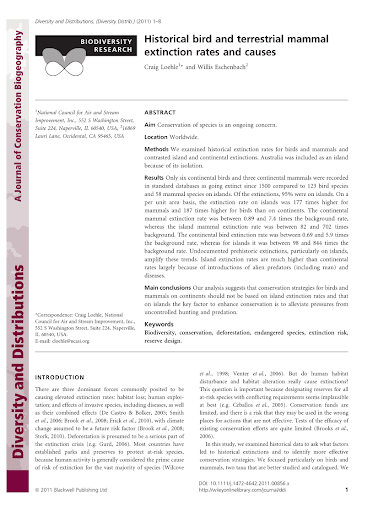 Diversity and Distributions, (Diversity Distrib.) (2011) 1–8
A Journal of Conservation Biogeography
Diversity and Distributions
BIODIVERSITY
RESEARCH
Historical bird and terrestrial mammal
extinction rates and causes
Craig Loehle1* and Willis Eschenbach2
1National Council for Air and Stream
Improvement, Inc., 552 S Washington Street,
Suite 224, Naperville, IL 60540, USA, 216869
Lauri Lane, Occidental, CA 95465, USA
*Correspondence: Craig Loehle, National
Council for Air and Stream Improvement, Inc.,
552 S Washington Street, Suite 224, Naperville,
IL 60540, USA.
E-mail: cloehle@ncasi.org
ABSTRACT
Aim Conservation of species is an ongoing concern.
Location Worldwide.
Methods We examined historical extinction rates for birds and mammals and
contrasted island and continental extinctions. Australia was included as an island
because of its isolation.
Results Only six continental birds and three continental mammals were recorded
in standard databases as going extinct since 1500 compared to 123 bird species
and 58 mammal species on islands. Of the extinctions, 95% were on islands. On a
per unit area basis, the extinction rate on islands was 177 times higher for
mammals and 187 times higher for birds than on continents. The continental
mammal extinction rate was between 0.89 and 7.4 times the background rate,
whereas the island mammal extinction rate was between 82 and 702 times
background. The continental bird extinction rate was between 0.69 and 5.9 times
the background rate, whereas for islands it was between 98 and 844 times the
background rate. Undocumented prehistoric extinctions, particularly on islands,
amplify these trends. Island extinction rates are much higher than continental
rates largely because of introductions of alien predators (including man) and
diseases.
Main conclusions Our analysis suggests that conservation strategies for birds and
mammals on continents should not be based on island extinction rates and that
on islands the key factor to enhance conservation is to alleviate pressures from
uncontrolled hunting and predation.
Keywords
Biodiversity, conservation, deforestation, endangered species, extinction risk,
reserve design.
INTRODUCTION
There are three dominant forces commonly posited to be
causing elevated extinction rates: habitat loss; human exploi-
tation; and effects of invasive species, including diseases, as well
as their combined effects (De Castro & Bolker, 2005; Smith
et al., 2006; Brook et al., 2008; Erick et al., 2010), with climate
change assumed to be a future risk factor (Brook et al., 2008;
Stork, 2010). Deforestation is presumed to be a serious part of
the extinction crisis (e.g. Gurd, 2006). Most countries have
established parks and preserves to protect at-risk species,
because human activity is generally considered the prime cause
of risk of extinction for the vast majority of species (Wilcove
et al., 1998; Venter et al., 2006). But do human habitat
disturbance and habitat alteration really cause extinctions?
This question is important because designating reserves for all
at-risk species with conflicting requirements seems implausible
at best (e.g. Ceballos et al., 2005). Conservation funds are
limited, and there is a risk that they may be used in the wrong
places for actions that are not effective. Tests of the efficacy of
existing conservation efforts are quite limited (Brooks et al.,
2006).
In this study, we examined historical data to ask what factors
led to historical extinctions and to identify more effective
conservation strategies. We focused particularly on birds and
mammals, two taxa that are better studied and catalogued. We
© 2011 Blackwell Publishing Ltd
DOI: 10.1111/j.1472-4642.2011.00856.x
http://wileyonlinelibrary.com/journal/ddi
1